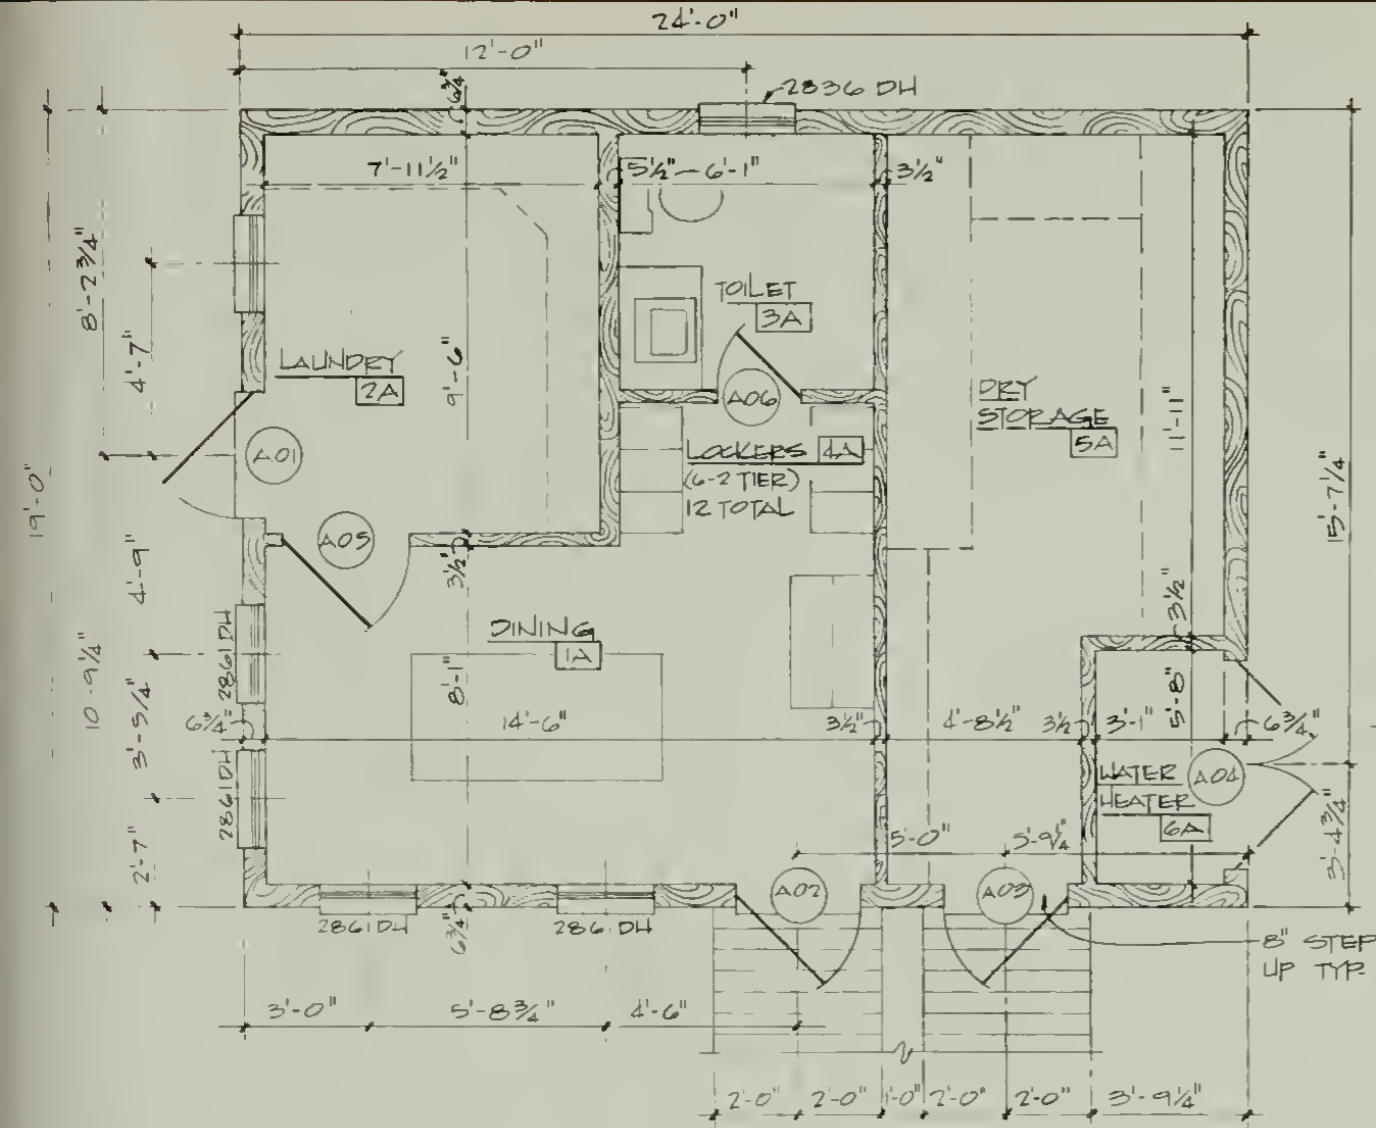 24'-0"
12'-0"
2836 DH
6¾"
7'-11½"
5½"
6'-1"
3½"
8'-2¾"
4'-7"
19'-0"
LAUNDRY
2A
9'-6"
TOILET
3A
A06
DRY
STORAGE
5A
11'-11"
LOCKERS 4A
(6-2 TIER)
12 TOTAL
A01
A05
15'-7¼"
4'-9"
3½"
3½"
DINING
1A
2861 DH
8'-1"
5'-8"
10'-9¼"
3'-5¼"
6¾"
14'-6"
3½"
4'-8½"
3½
3'-1"
6¾"
WATER
HEATER
6A
A04
2861 DH
2'-7"
5'-0"
5'-9¼
3'-4¾"
A02
A03
2861 DH
2861 DH
6¾"
8" STEP
UP TYP.
3'-0"
5'-8¾"
4'-6"
2'-0"
2'-0"
1'-0"
2'-0"
2'-0"
3'-9¼"